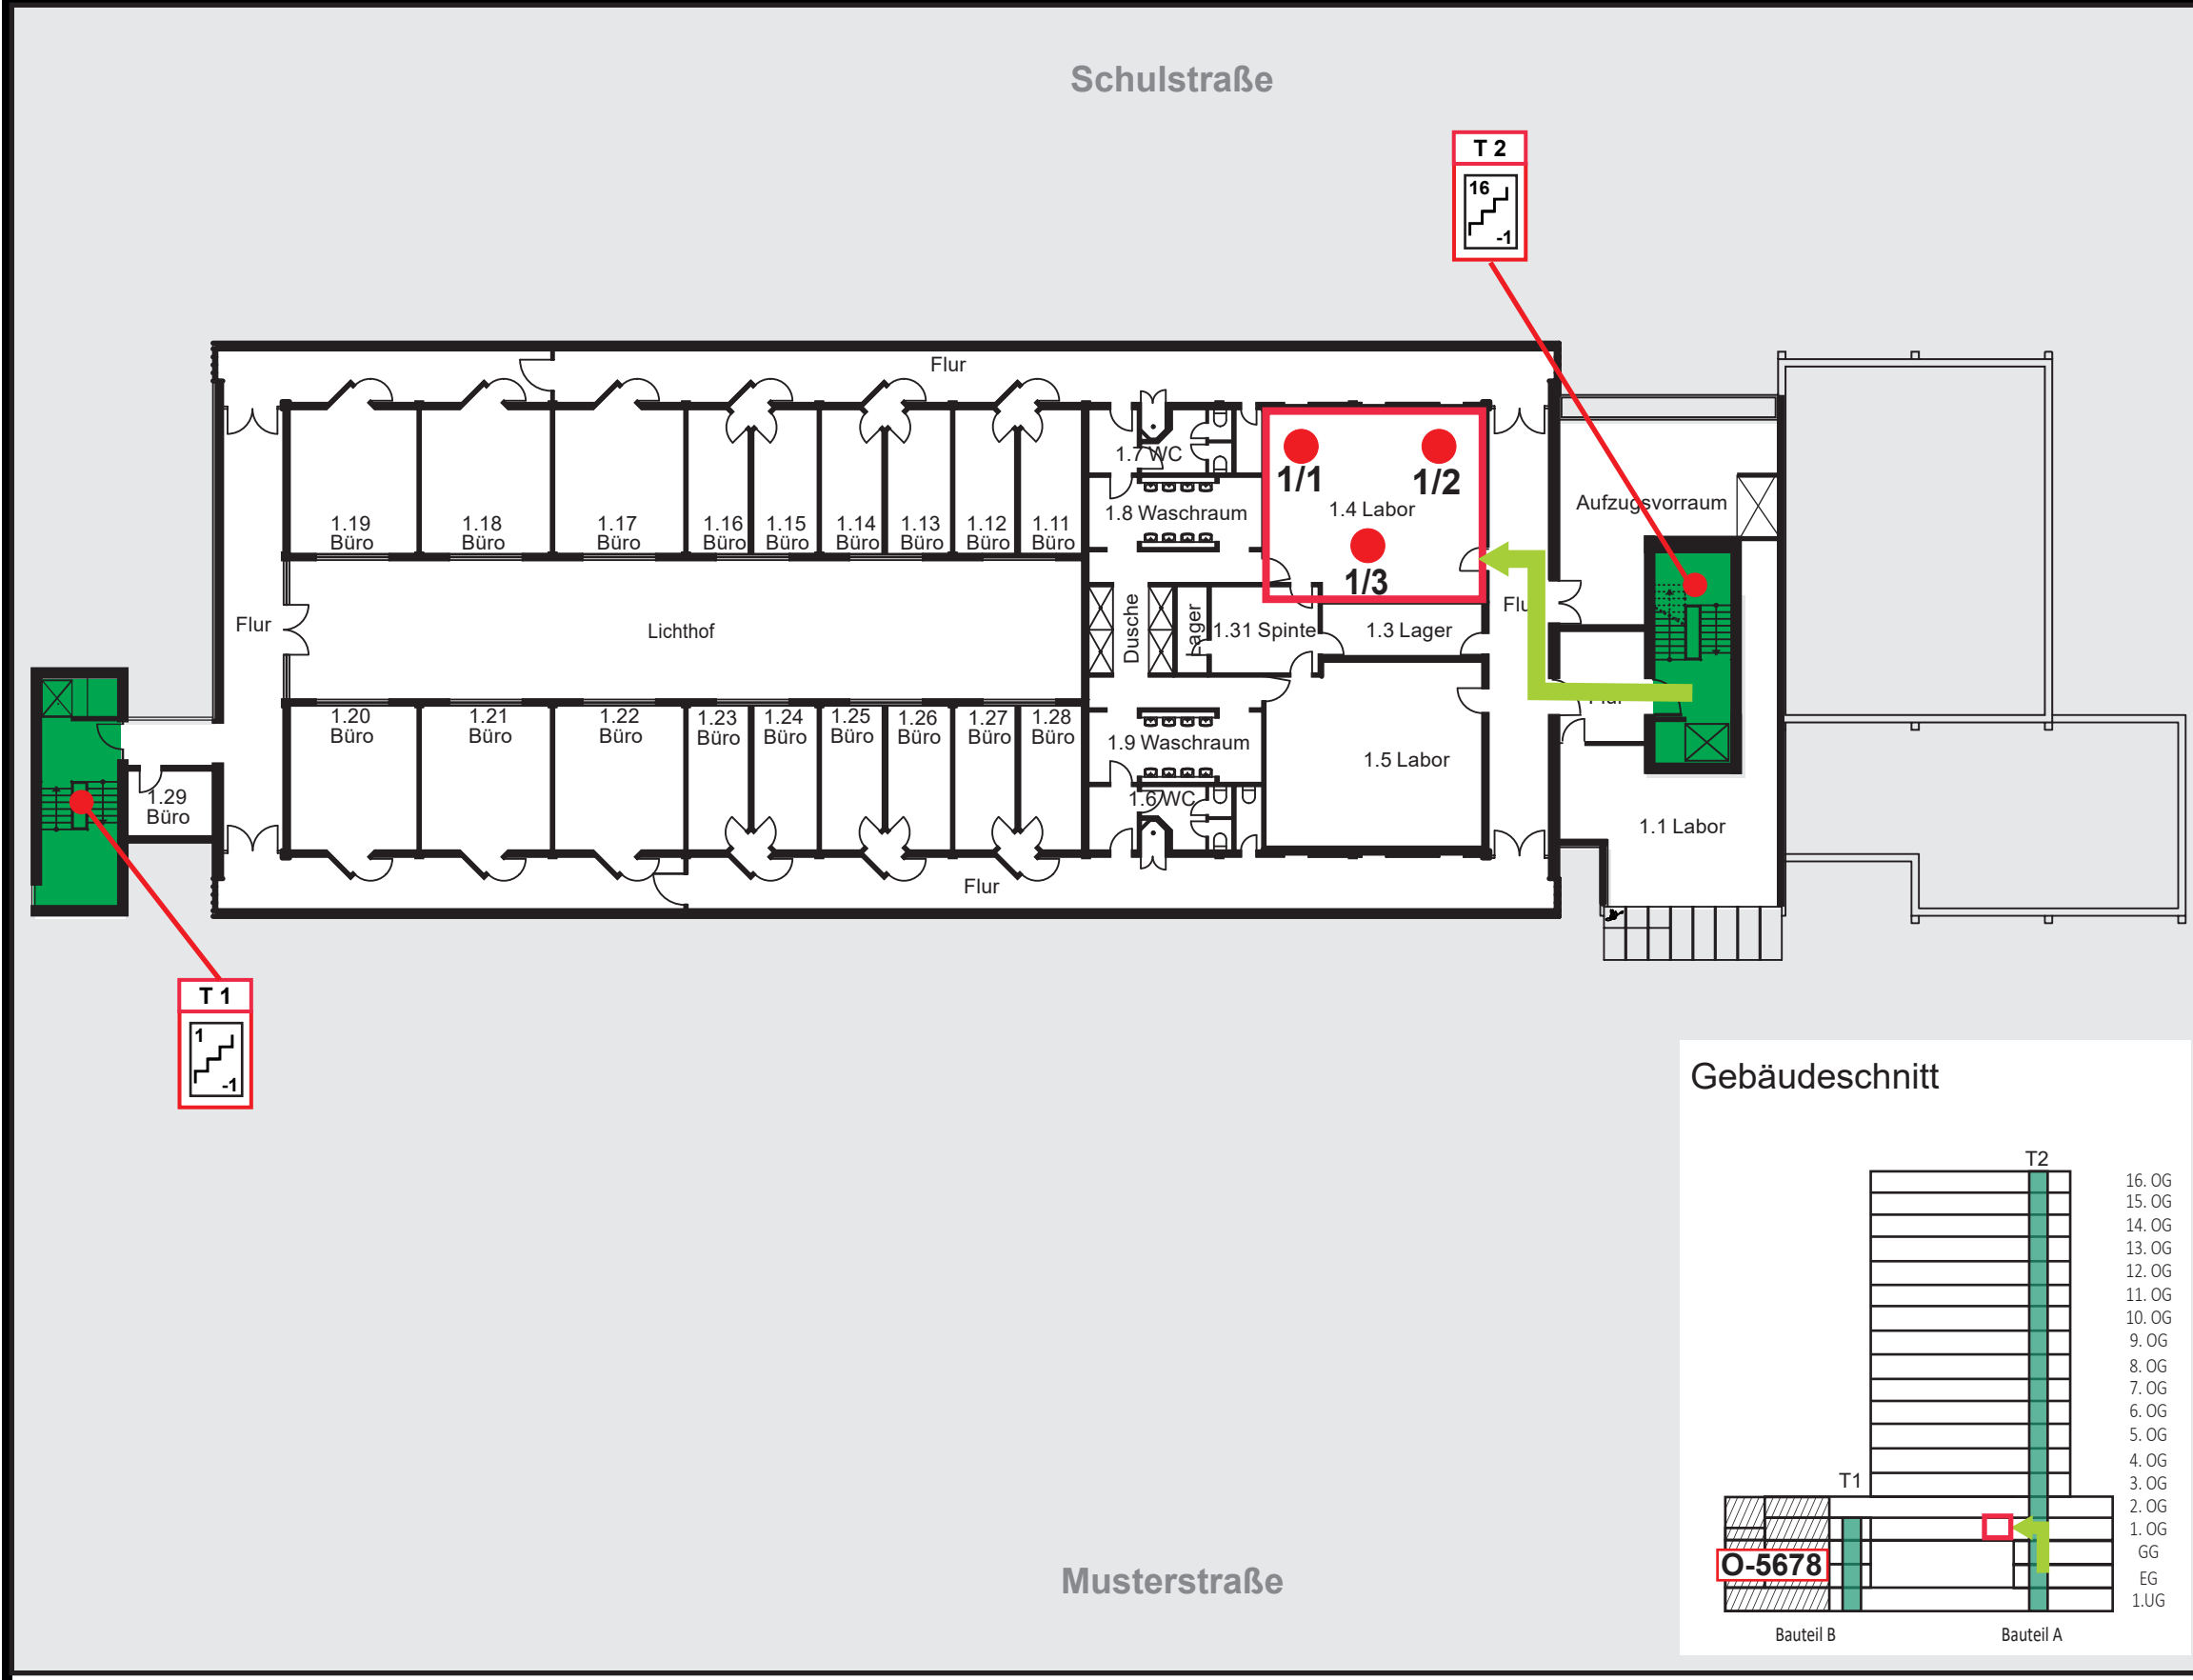 Schulstraße
T 2
16
-1
Flur
1.19
Büro
1.18
Büro
1.17
Büro
1.16
Büro
1.15
Büro
1.14
Büro
1.13
Büro
1.12
Büro
1.11
Büro
1.7 WC
1.8 Waschraum
1/1
1/2
1.4 Labor
1/3
Aufzugsvorraum
Flur
Lichthof
Dusche
Lager
1.31 Spinte
1.3 Lager
Flur
Flur
1.20
Büro
1.21
Büro
1.22
Büro
1.23
Büro
1.24
Büro
1.25
Büro
1.26
Büro
1.27
Büro
1.28
Büro
1.9 Waschraum
1.6 WC
1.5 Labor
1.29
Büro
1.1 Labor
Flur
T 1
1
-1
Gebäudeschnitt
T2
16. OG
15. OG
14. OG
13. OG
12. OG
11. OG
10. OG
9. OG
8. OG
7. OG
6. OG
5. OG
4. OG
3. OG
2. OG
1. OG
GG
EG
1.UG
T1
O-5678
Bauteil B
Bauteil A
Musterstraße